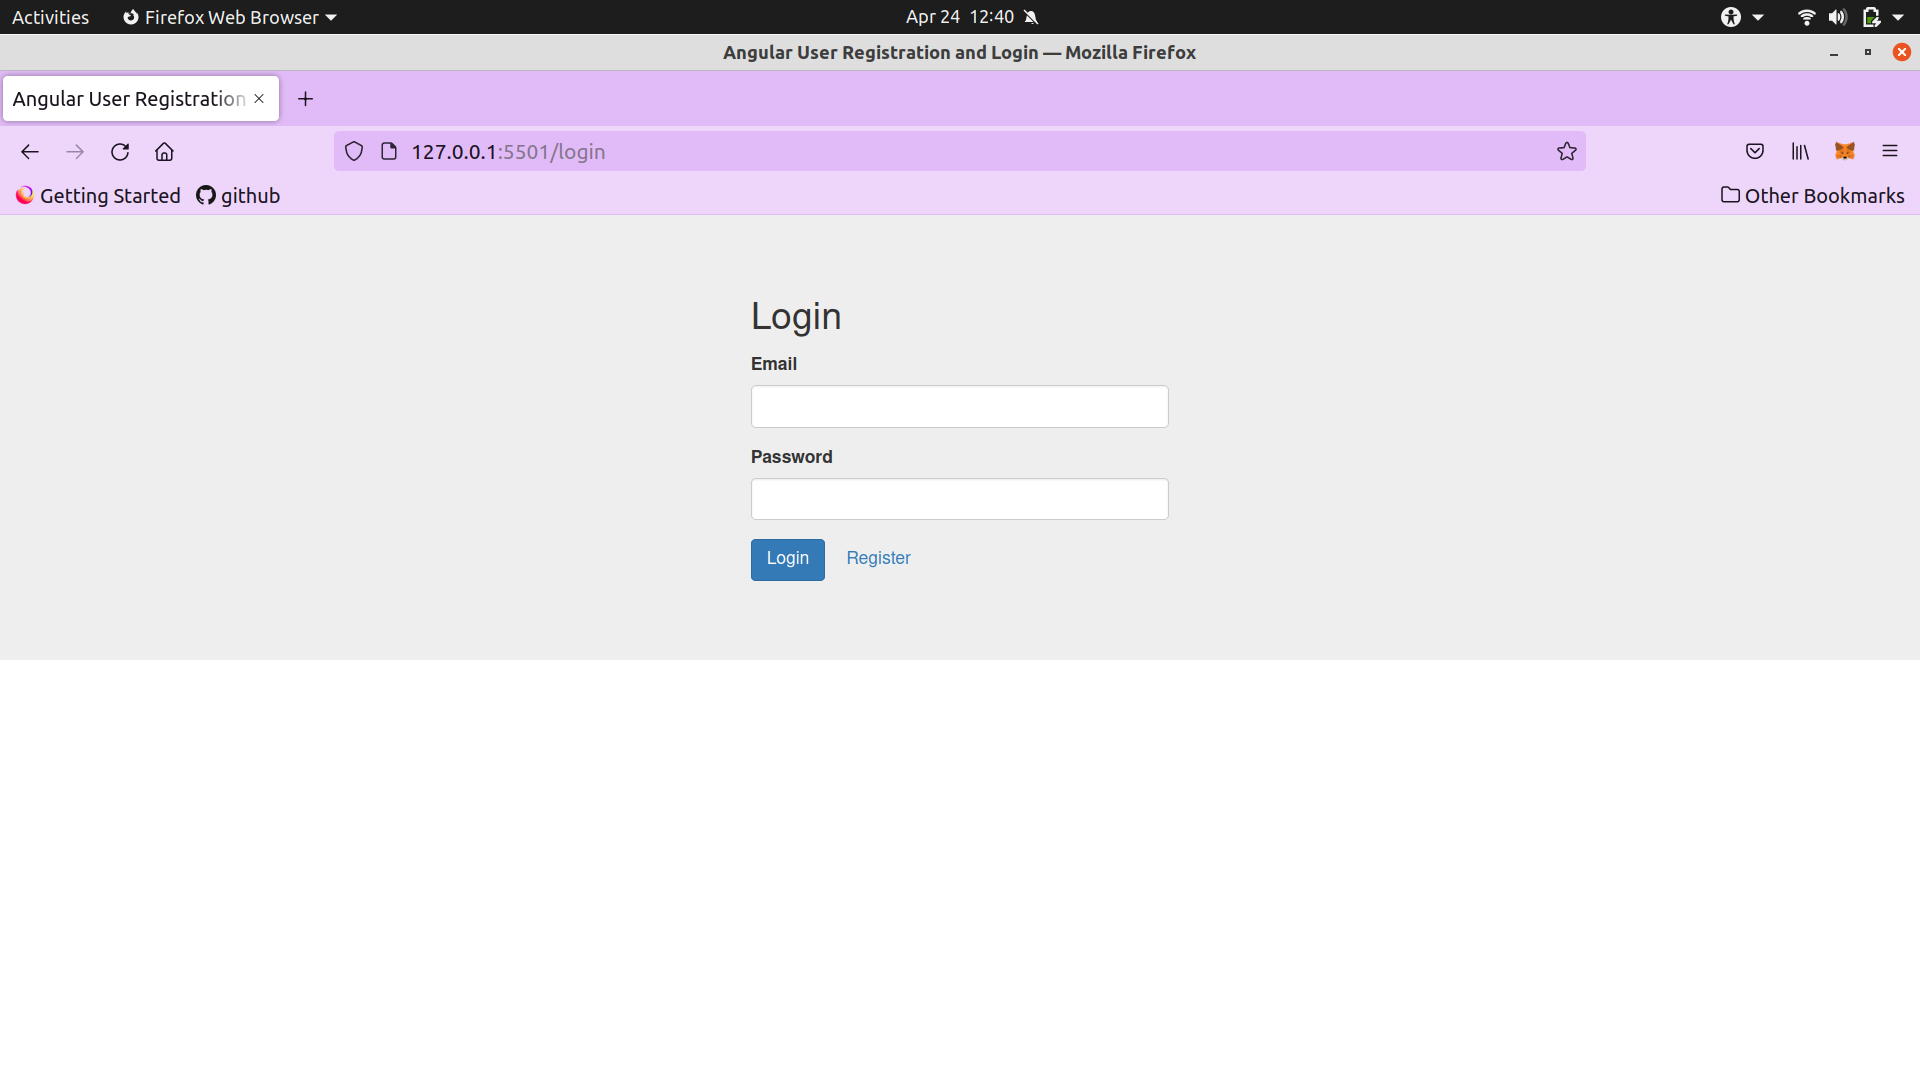 Activities Firefox Web Browser Apr 24 12:40
Angular User Registration and Login — Mozilla Firefox
Angular User Registration
127.0.0.1:5501/login
Getting Started github Other Bookmarks
Login
Email
Password
Login Register